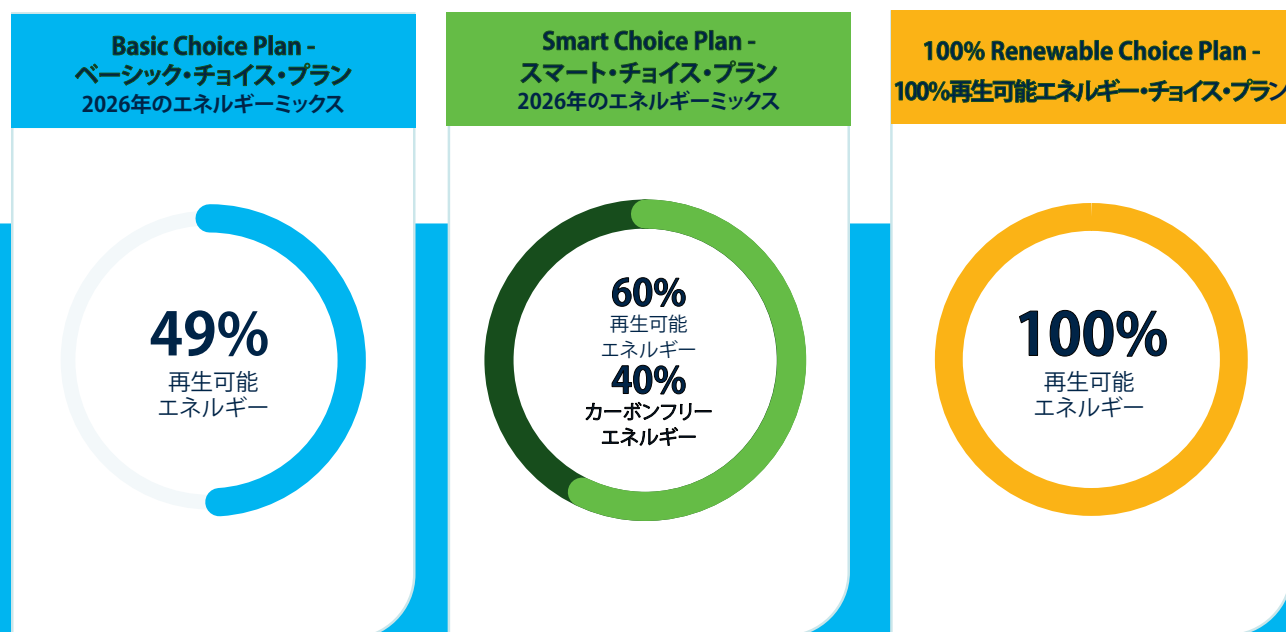 Basic Choice Plan -
ベーシック・チョイス・プラン
2026年のエネルギーミックス
49%
再生可能
エネルギー
Smart Choice Plan -
スマート・チョイス・プラン
2026年のエネルギーミックス
60%
再生可能
エネルギー
40%
カーボンフリー
エネルギー
100% Renewable Choice Plan -
100%再生可能エネルギー・チョイス・プラン
100%
再生可能
エネルギー